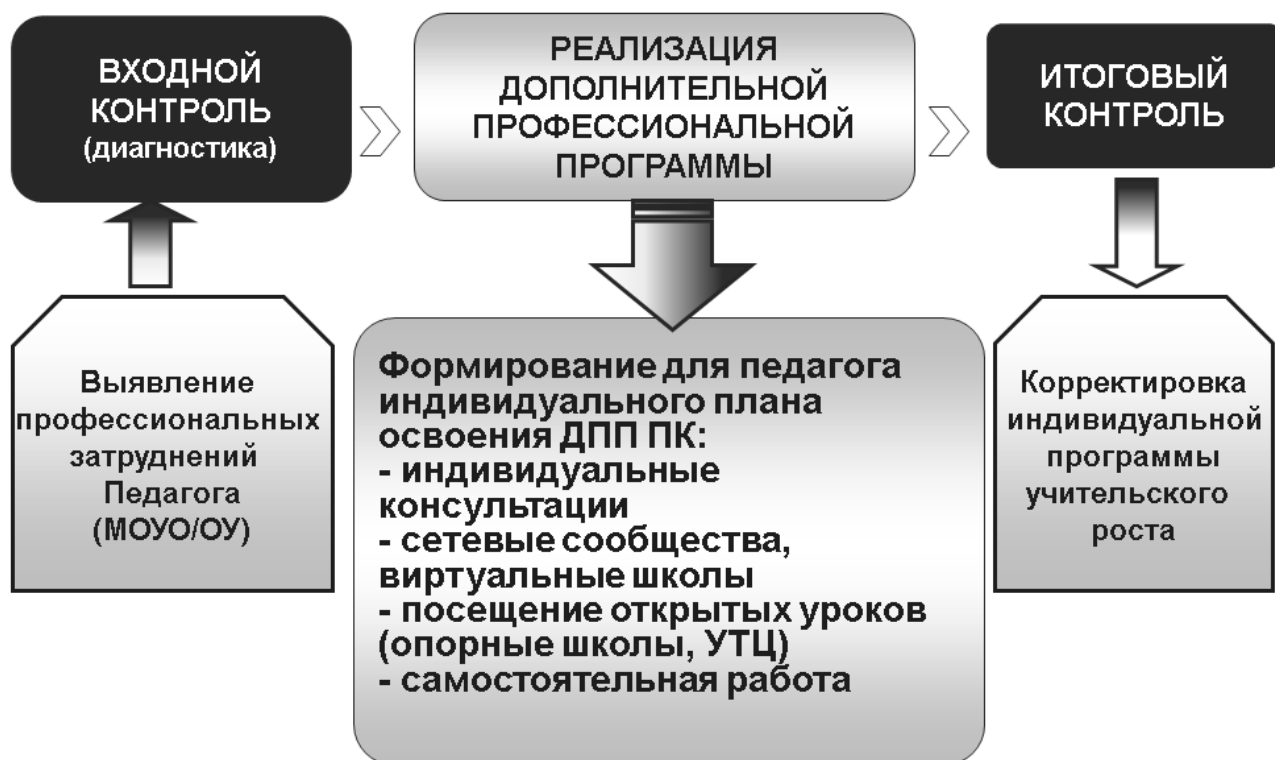 ВХОДНОЙ
КОНТРОЛЬ
(диагностика)
РЕАЛИЗАЦИЯ
ДОПОЛНИТЕЛЬНОЙ
ПРОФЕССИОНАЛЬНОЙ
ПРОГРАММЫ
ИТОГОВЫЙ
КОНТРОЛЬ
Выявление
профессиональных
затруднений
Педагога
(МОУО/ОУ)
Формирование для педагога
индивидуального плана
освоения ДПП ПК:
- индивидуальные
консультации
- сетевые сообщества,
виртуальные школы
- посещение открытых уроков
(опорные школы, УТЦ)
- самостоятельная работа
Корректировка
индивидуальной
программы
учительского
роста